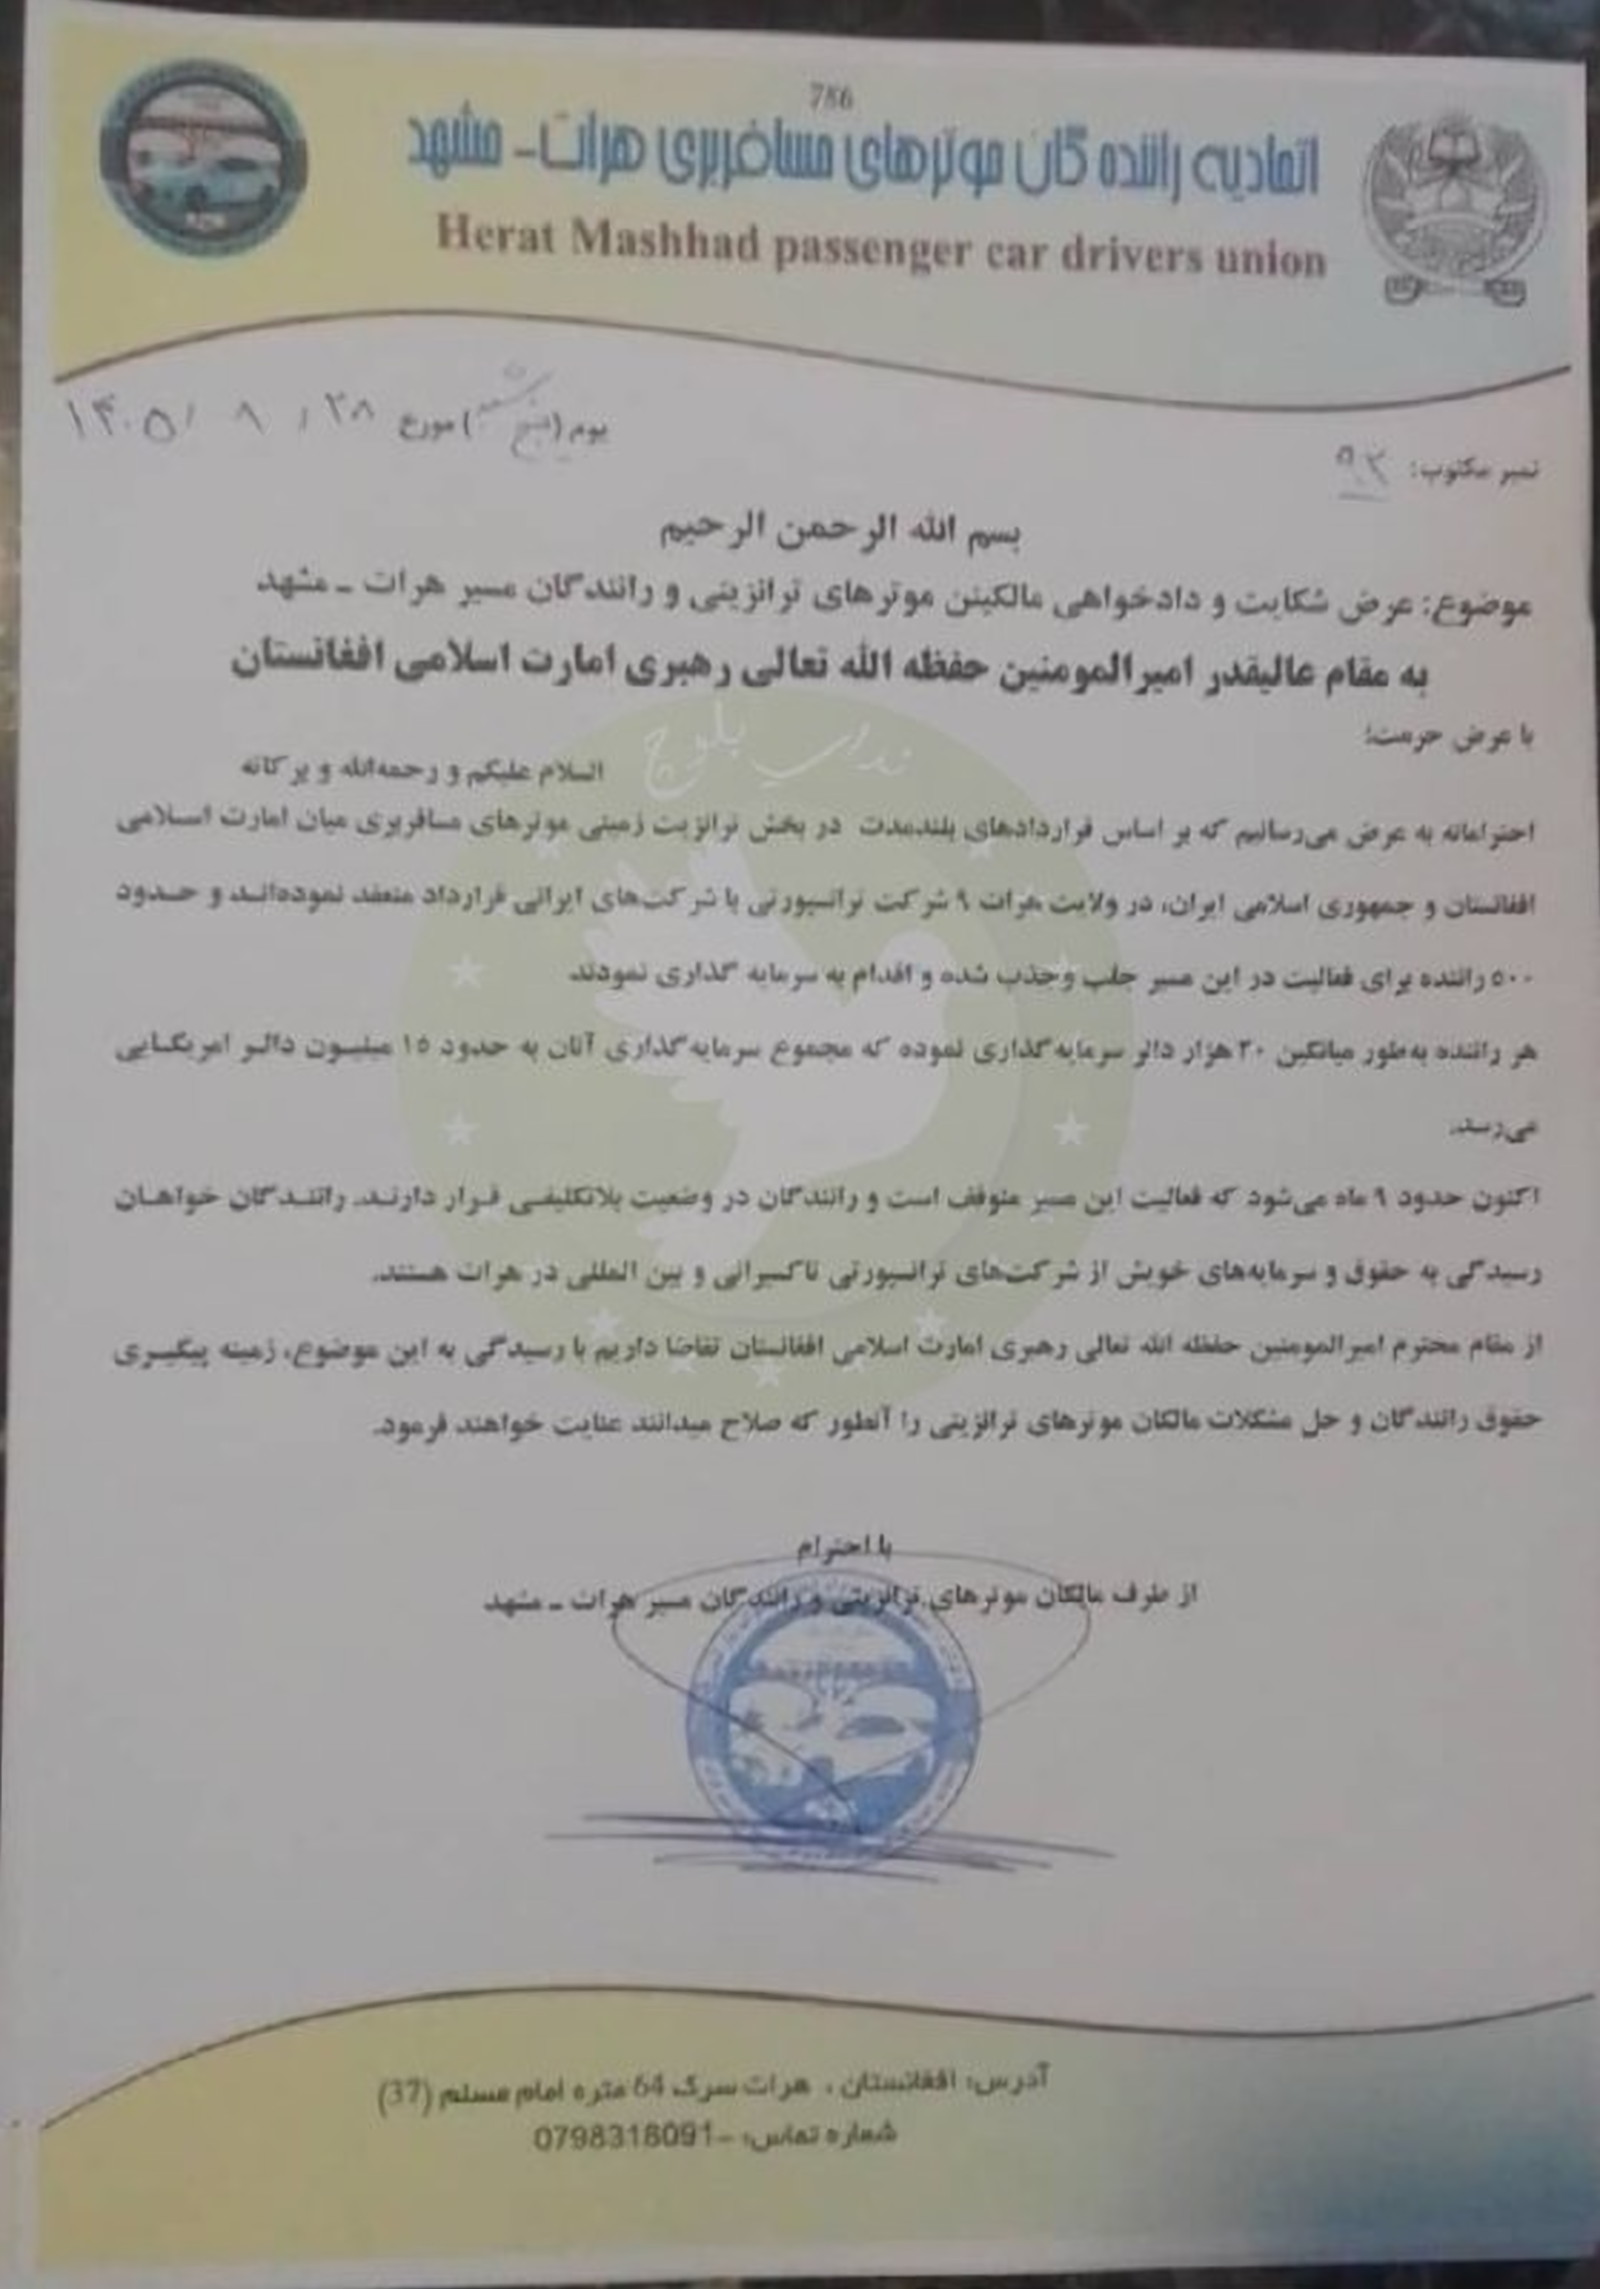 786
اتحادیه راننده گان موترهای مسافربری هرات- مشهد
Herat Mashhad passenger car drivers union
یوم (پنج شنبه) مورخ ۲۸ / ۸ / ۱۴۰۵
نمبر مکتوب:
بسم الله الرحمن الرحیم
موضوع: عرض شکایت و دادخواهی مالکینن موترهای ترانزیتی و رانندگان مسیر هرات ـ مشهد
به مقام عالیقدر امیرالمومنین حفظه الله تعالی رهبری امارت اسلامی افغانستان
با عرض حرمت؛
السلام علیکم و رحمه‌الله و برکاته
ندای بلوچ
احترامانه به عرض می‌رسانیم که بر اساس قراردادهای بلندمدت در بخش ترانزیت زمینی موترهای مسافربری میان امارت اسلامی
افغانستان و جمهوری اسلامی ایران، در ولایت هرات ۹ شرکت ترانسپورتی با شرکت‌های ایرانی قرارداد منعقد نموده‌اند و حدود
۵۰۰ راننده برای فعالیت در این مسیر جلب وجذب شده و اقدام به سرمایه گذاری نمودند.
هر راننده به‌طور میانگین ۳۰ هزار دالر سرمایه‌گذاری نموده که مجموع سرمایه‌گذاری آنان به حدود ۱۵ میلیون دالر امریکایی
می‌رسد.
اکنون حدود ۹ ماه می‌شود که فعالیت این مسیر متوقف است و رانندگان در وضعیت بلاتکلیفی قرار دارند. رانندگان خواهان
رسیدگی به حقوق و سرمایه‌های خویش از شرکت‌های ترانسپورتی تاکسیرانی و بین المللی در هرات هستند.
از مقام محترم امیرالمومنین حفظه الله تعالی رهبری امارت اسلامی افغانستان تقاضا داریم با رسیدگی به این موضوع، زمینه پیگیری
حقوق رانندگان و حل مشکلات مالکان موترهای ترانزیتی را آنطور که صلاح میدانند عنایت خواهند فرمود.
با احترام
از طرف مالکان موترهای ترانزیتی و رانندگان مسیر هرات ـ مشهد
آدرس: افغانستان ، هرات سرک 64 متره امام مسلم (37)
شماره تماس: -0798318091